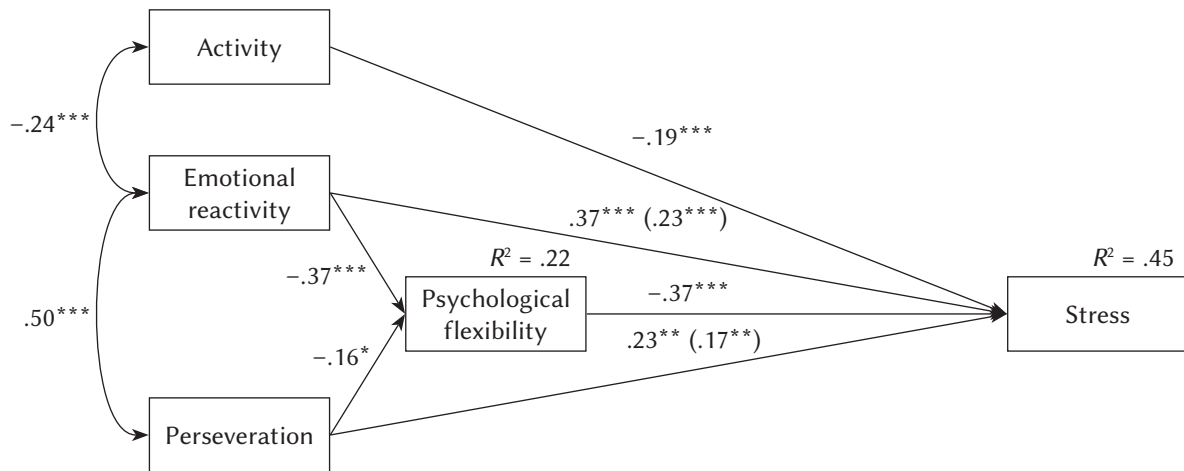 Activity
−.24***
−.19***
Emotional
reactivity
.37*** (.23***)
R² = .22
R² = .45
−.37***
Psychological
flexibility
−.37***
Stress
.50***
.23** (.17**)
−.16*
Perseveration